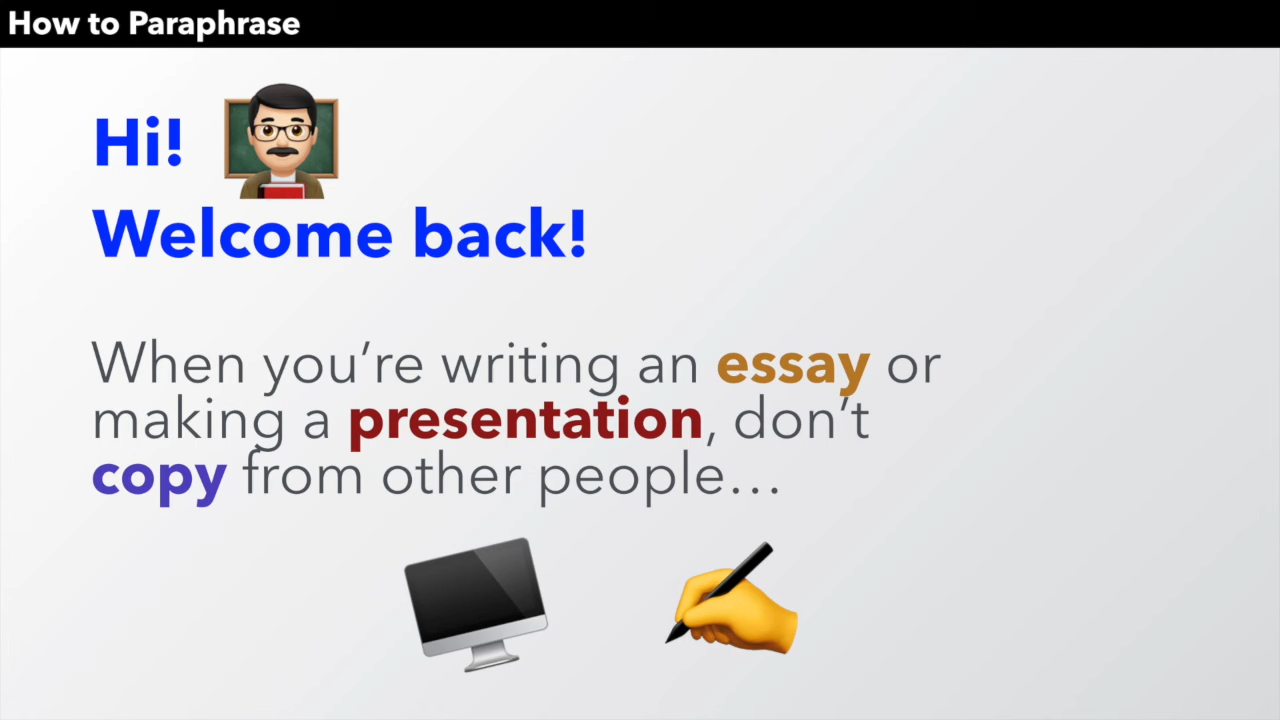 How to Paraphrase
Hi!
Welcome back!
When you’re writing an essay or
making a presentation, don’t
copy from other people…